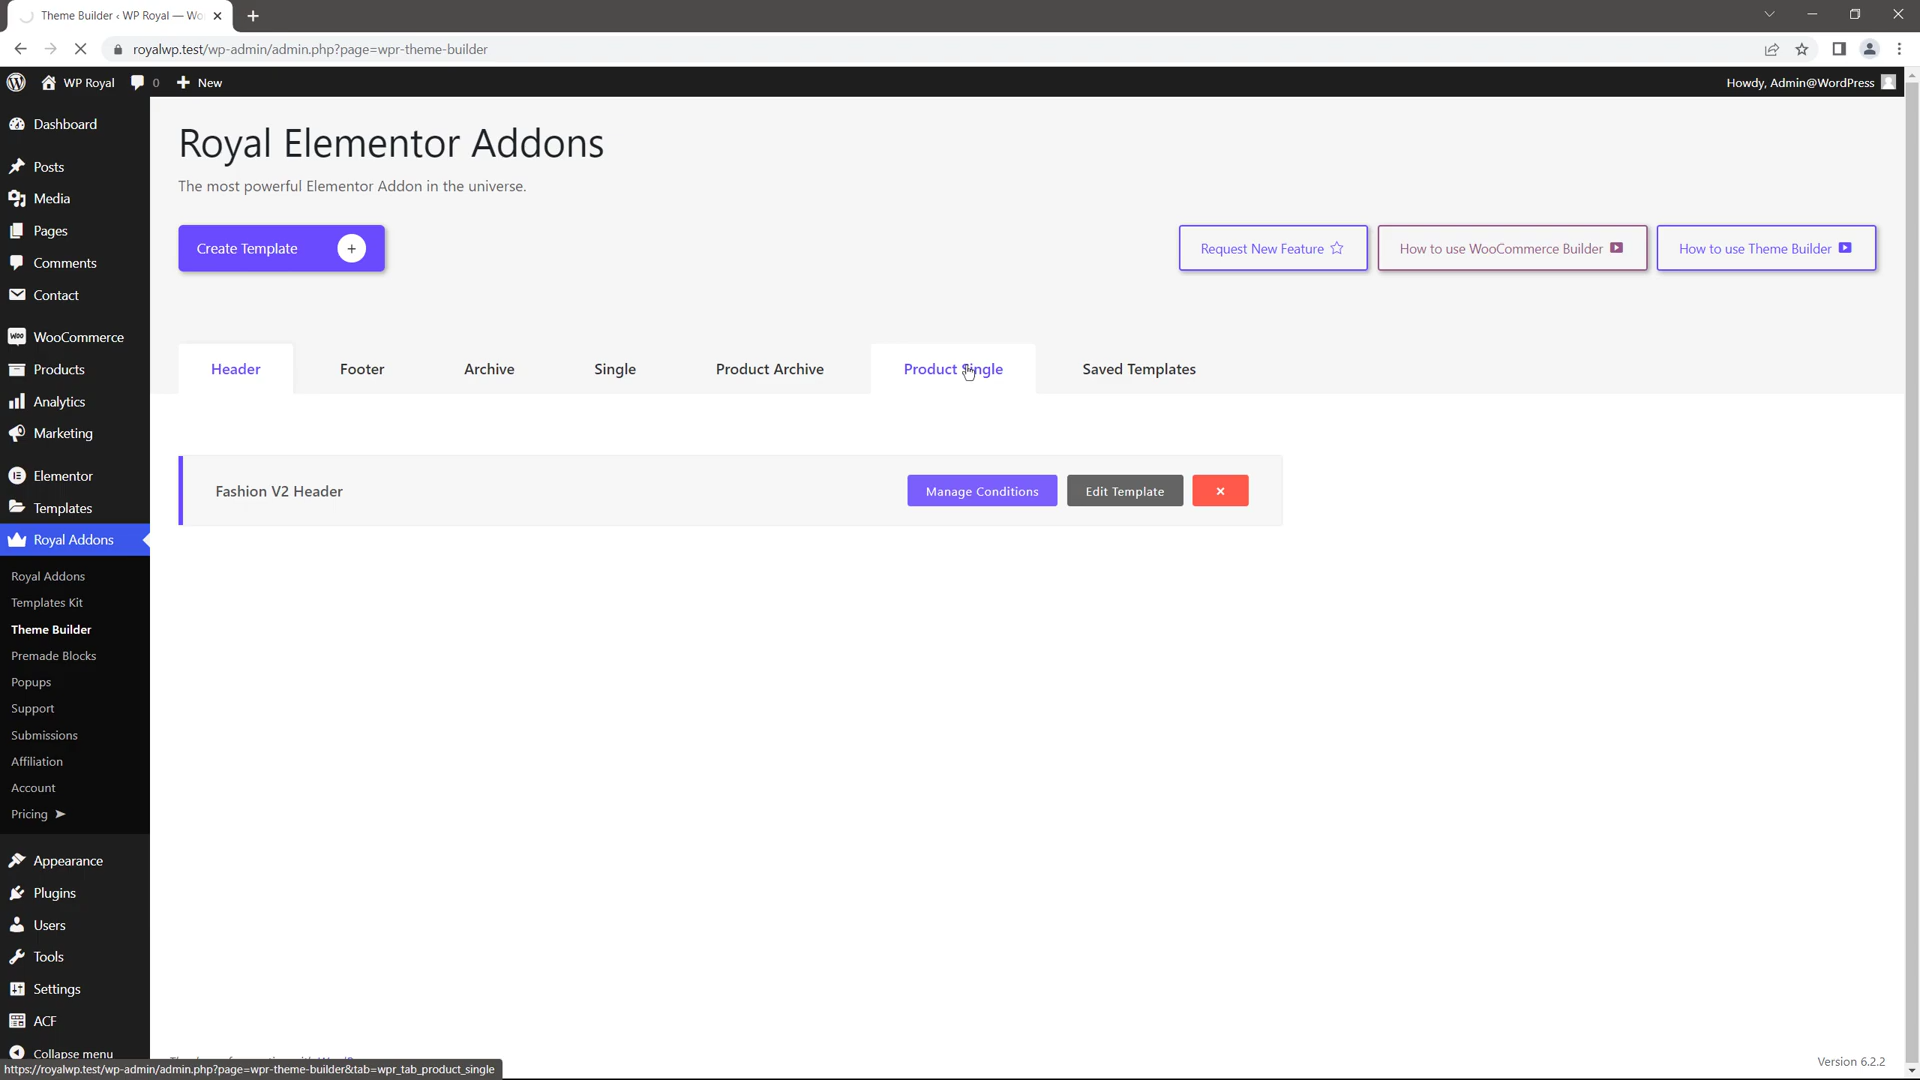 Theme Builder ‹ WP Royal — Wo
royalwp.test/wp-admin/admin.php?page=wpr-theme-builder
WP Royal 0 New
Howdy, Admin@WordPress
Dashboard
Posts
Media
Pages
Comments
Contact
WooCommerce
Products
Analytics
Marketing
Elementor
Templates
Royal Addons
Royal Addons
Templates Kit
Theme Builder
Premade Blocks
Popups
Support
Submissions
Affiliation
Account
Pricing ➤
Appearance
Plugins
Users
Tools
Settings
ACF
Collapse menu
Royal Elementor Addons
The most powerful Elementor Addon in the universe.
Create Template +
Request New Feature
How to use WooCommerce Builder
How to use Theme Builder
Header Footer Archive Single Product Archive Product Single Saved Templates
Fashion V2 Header Manage Conditions Edit Template ×
Version 6.2.2
https://royalwp.test/wp-admin/admin.php?page=wpr-theme-builder&tab=wpr_tab_product_single